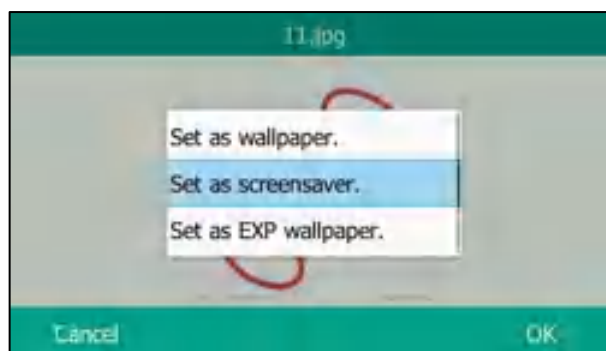 11.jpg
Set as wallpaper.
Set as screensaver.
Set as EXP wallpaper.
Cancel OK